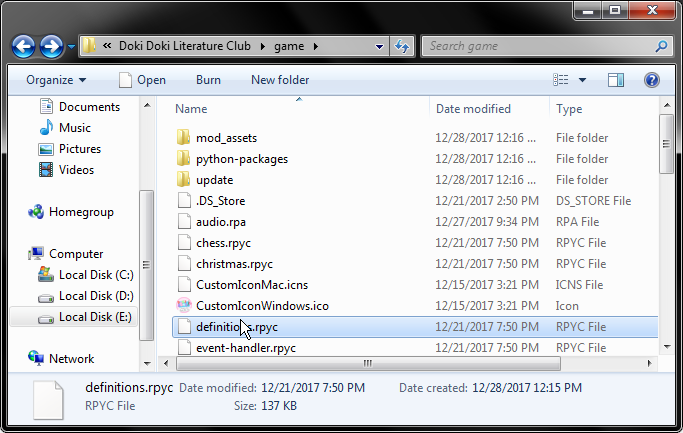 « Doki Doki Literature Club ▸ game ▸ Search game
Organize Open Burn New folder
Documents
Music
Pictures
Videos
Homegroup
Computer
Local Disk (C:)
Local Disk (D:)
Local Disk (E:)
Network
Name Date modified Type
mod_assets 12/28/2017 12:16 ... File folder
python-packages 12/28/2017 12:16 ... File folder
update 12/28/2017 12:16 ... File folder
.DS_Store 12/21/2017 2:50 PM DS_STORE File
audio.rpa 12/27/2017 9:34 PM RPA File
chess.rpyc 12/21/2017 7:50 PM RPYC File
christmas.rpyc 12/21/2017 7:50 PM RPYC File
CustomIconMac.icns 12/15/2017 3:21 PM ICNS File
CustomIconWindows.ico 12/15/2017 3:21 PM Icon
definitions.rpyc 12/21/2017 7:50 PM RPYC File
event-handler.rpyc 12/21/2017 7:50 PM RPYC File
definitions.rpyc Date modified: 12/21/2017 7:50 PM Date created: 12/28/2017 12:15 PM
RPYC File Size: 137 KB